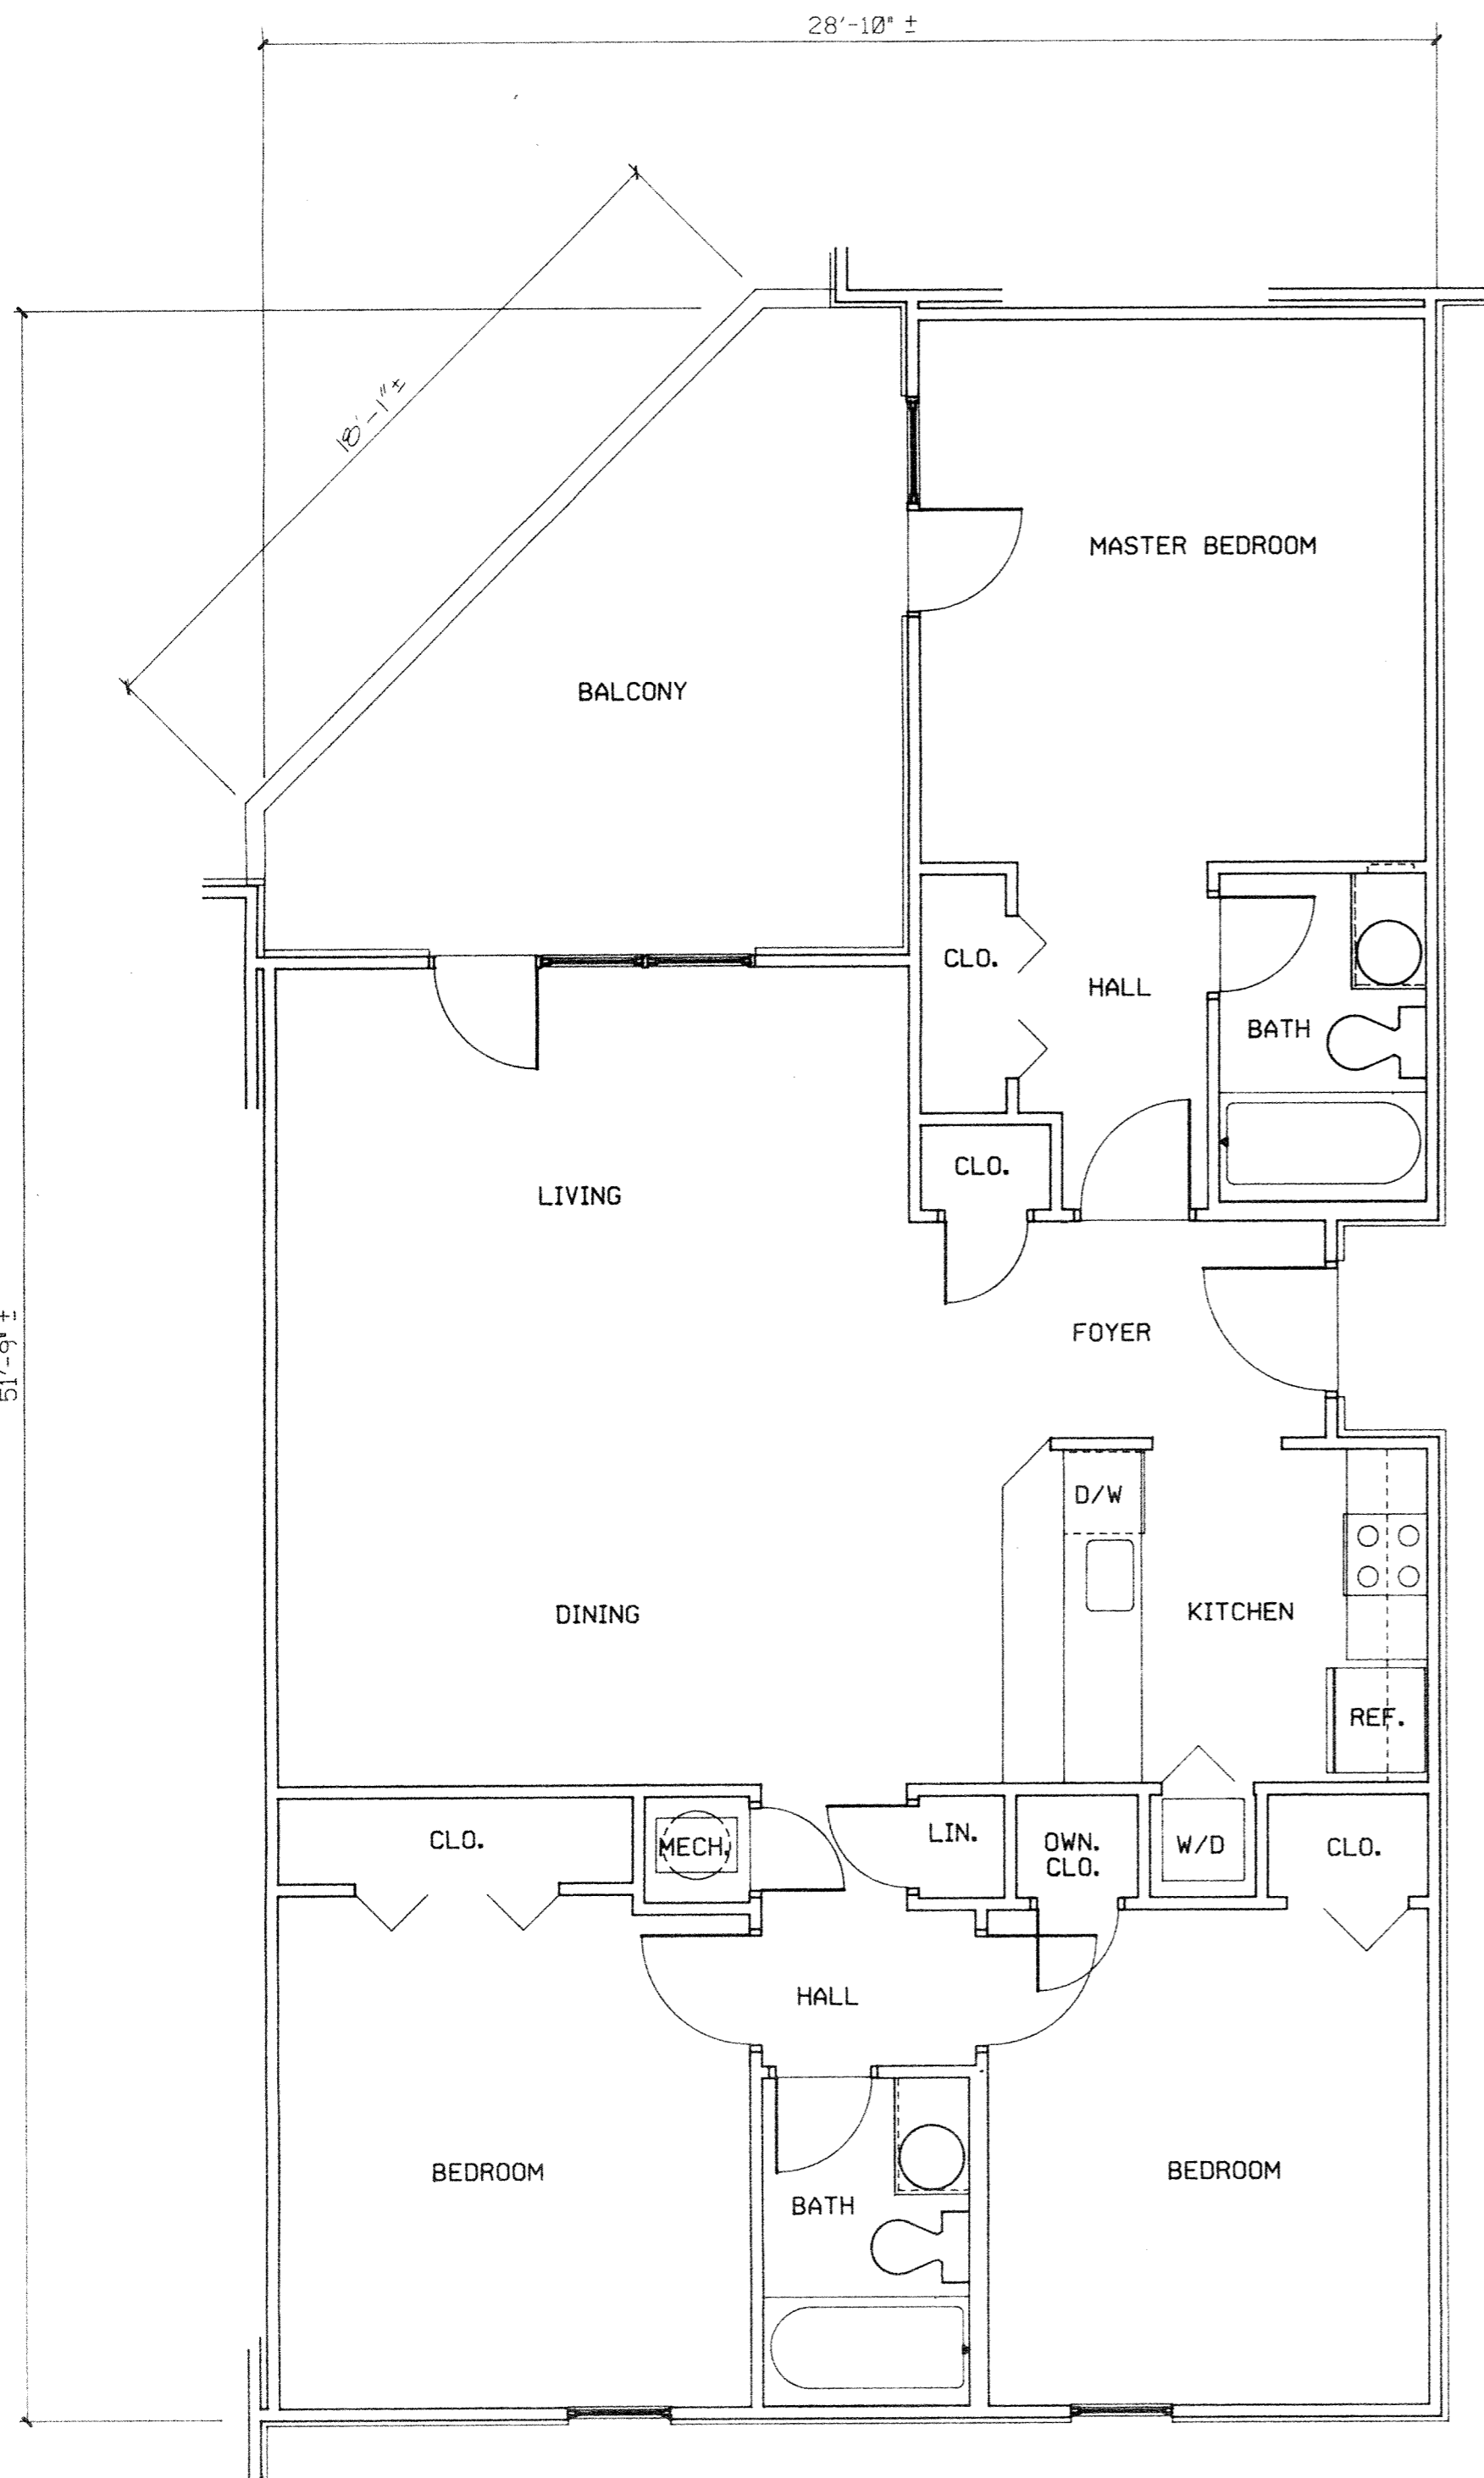 28'-10" ±
18'-1" ±
MASTER BEDROOM
BALCONY
CLO.
HALL
BATH
CLO.
LIVING
FOYER
51'-9" ±
D/W
DINING
KITCHEN
REF.
CLO.
MECH.
LIN.
OWN.
CLO.
W/D
CLO.
HALL
BEDROOM
BATH
BEDROOM